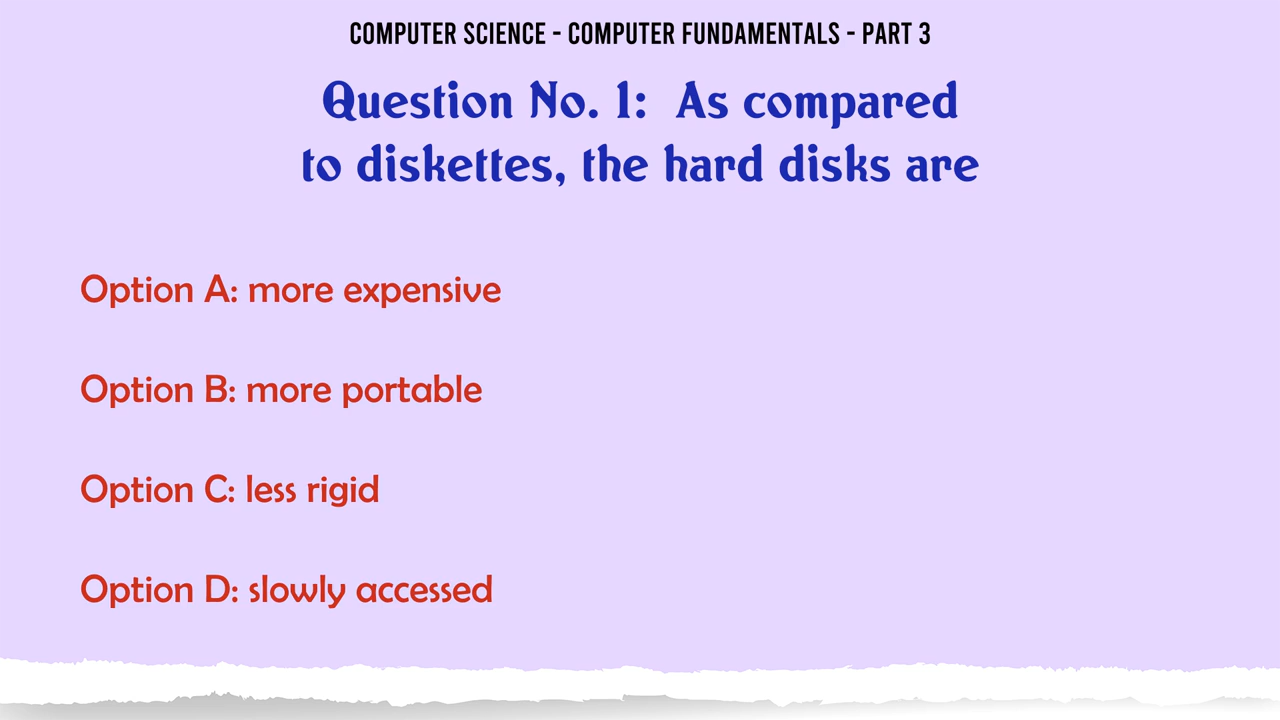 COMPUTER SCIENCE - COMPUTER FUNDAMENTALS - PART 3
Question No. 1: As compared
to diskettes, the hard disks are
Option A: more expensive
Option B: more portable
Option C: less rigid
Option D: slowly accessed